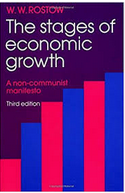 W. W. ROSTOW
The stages of
economic
growth
A non-communist
manifesto
Third edition